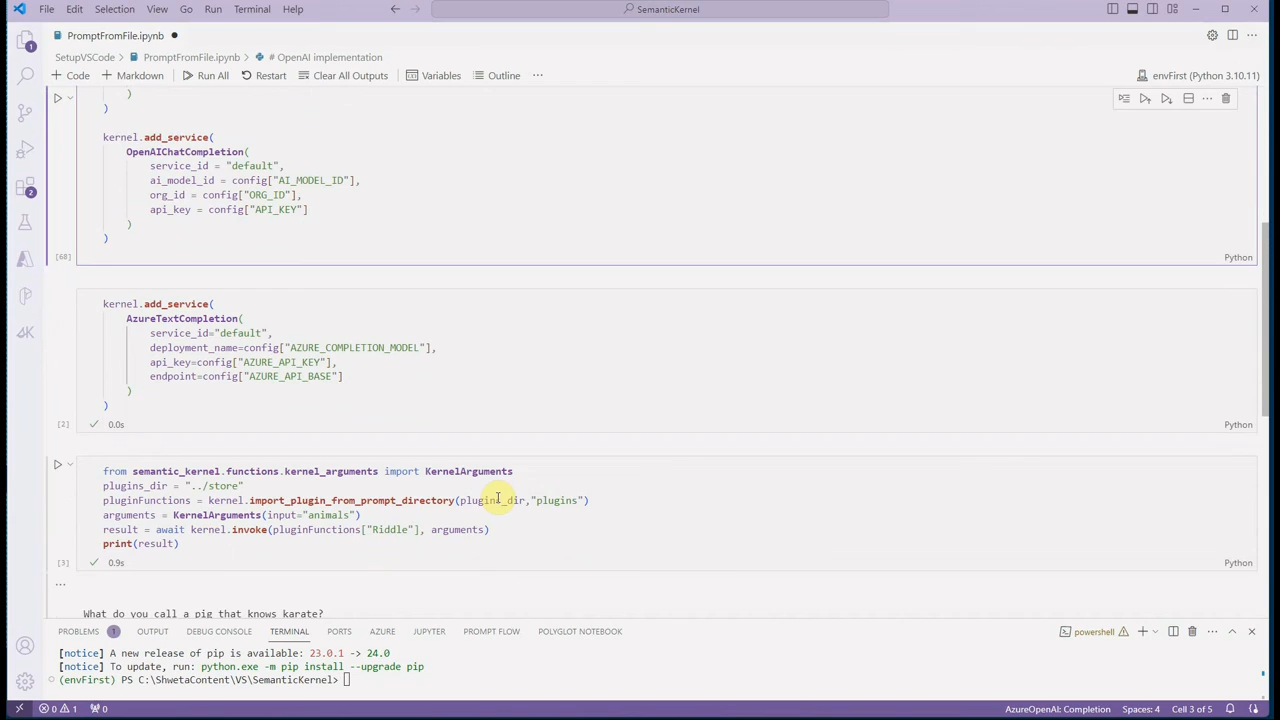 File Edit Selection View Go Run Terminal Help
SemanticKernel
PromptFromFile.ipynb
SetupVSCode > PromptFromFile.ipynb > # OpenAI implementation
+ Code + Markdown Run All Restart Clear All Outputs Variables Outline ...
envFirst (Python 3.10.11)
)
)
kernel.add_service(
OpenAIChatCompletion(
service_id = "default",
ai_model_id = config["AI_MODEL_ID"],
org_id = config["ORG_ID"],
api_key = config["API_KEY"]
)
)
[68]
Python
kernel.add_service(
AzureTextCompletion(
service_id="default",
deployment_name=config["AZURE_COMPLETION_MODEL"],
api_key=config["AZURE_API_KEY"],
endpoint=config["AZURE_API_BASE"]
)
)
[2] 0.0s
Python
from semantic_kernel.functions.kernel_arguments import KernelArguments
plugins_dir = "../store"
pluginFunctions = kernel.import_plugin_from_prompt_directory(plugins_dir,"plugins")
arguments = KernelArguments(input="animals")
result = await kernel.invoke(pluginFunctions["Riddle"], arguments)
print(result)
[3] 0.9s
Python
...
What do you call a pig that knows karate?
PROBLEMS 1 OUTPUT DEBUG CONSOLE TERMINAL PORTS AZURE JUPYTER PROMPT FLOW POLYGLOT NOTEBOOK
powershell
[notice] A new release of pip is available: 23.0.1 -> 24.0
[notice] To update, run: python.exe -m pip install --upgrade pip
(envFirst) PS C:\ShwetaContent\VS\SemanticKernel>
1
2
4K
0 1 0
AzureOpenAI: Completion Spaces: 4 Cell 3 of 5